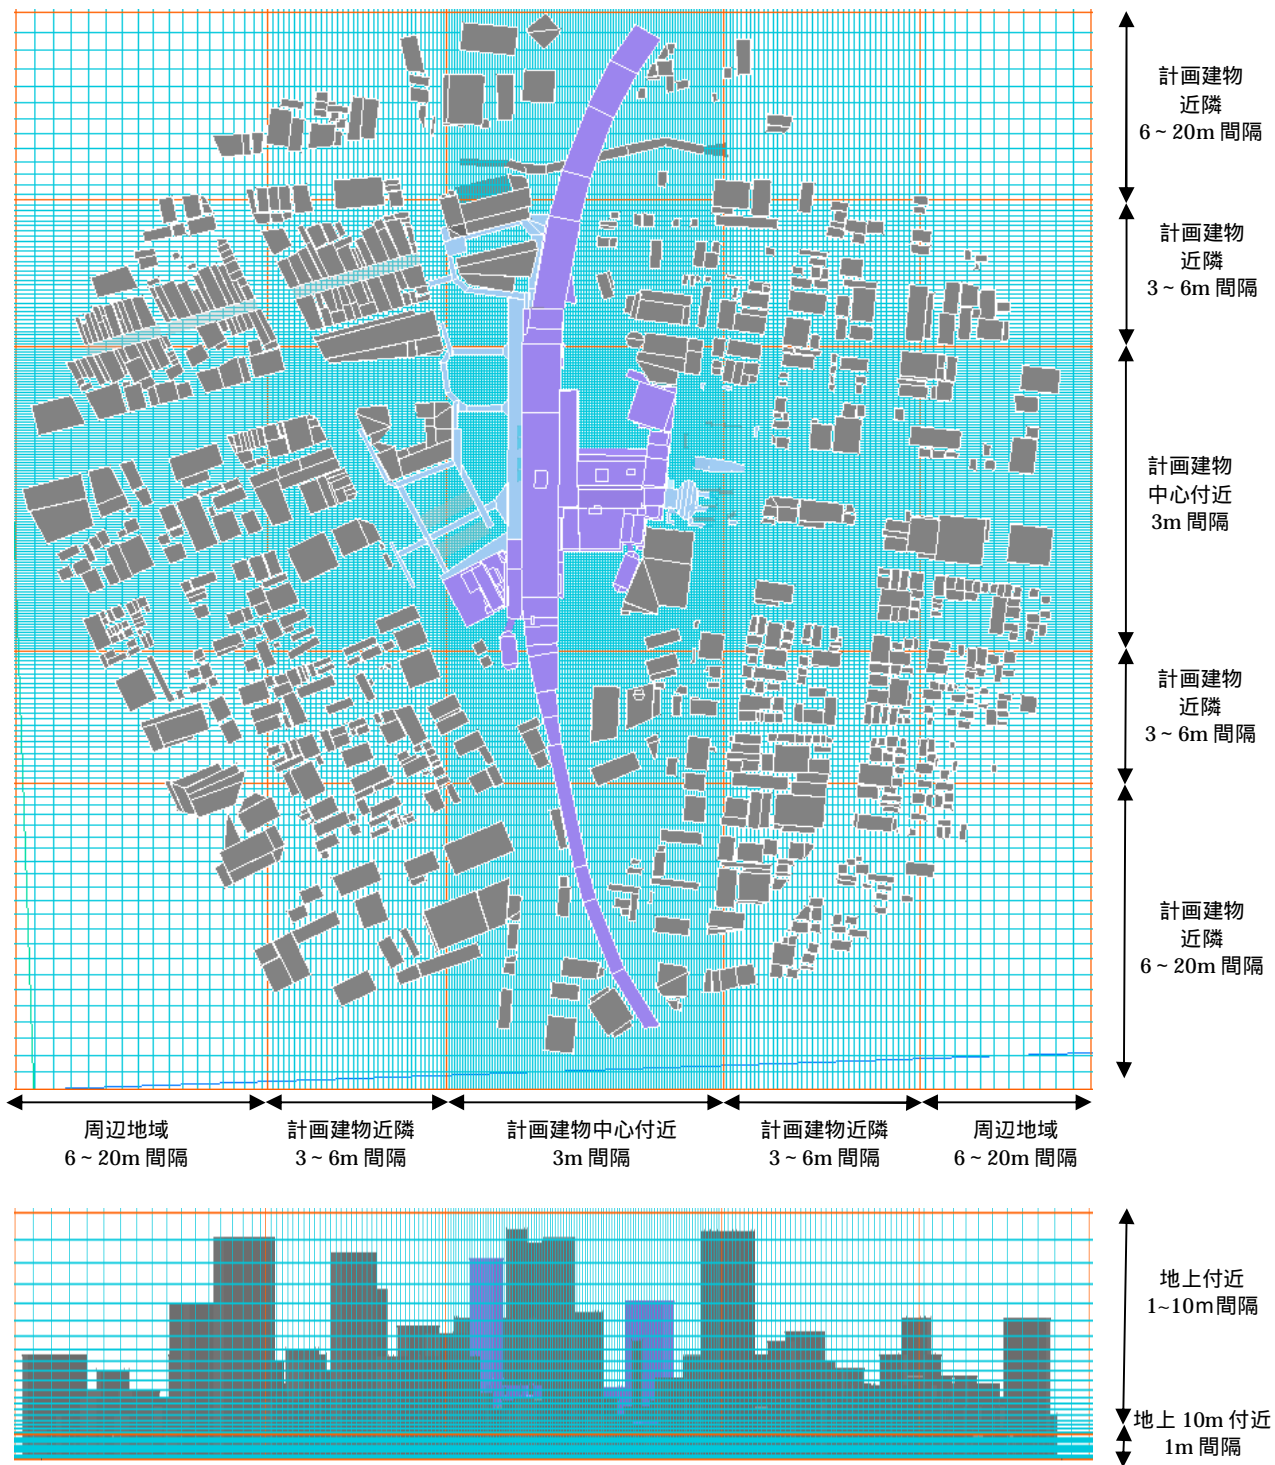 計画建物
近隣
6~20m 間隔
計画建物
近隣
3~6m 間隔
計画建物
中心付近
3m 間隔
計画建物
近隣
3~6m 間隔
計画建物
近隣
6~20m 間隔
周辺地域
6~20m 間隔
計画建物近隣
3~6m 間隔
計画建物中心付近
3m 間隔
計画建物近隣
3~6m 間隔
周辺地域
6~20m 間隔
地上付近
1~10m間隔
地上 10m 付近
1m 間隔